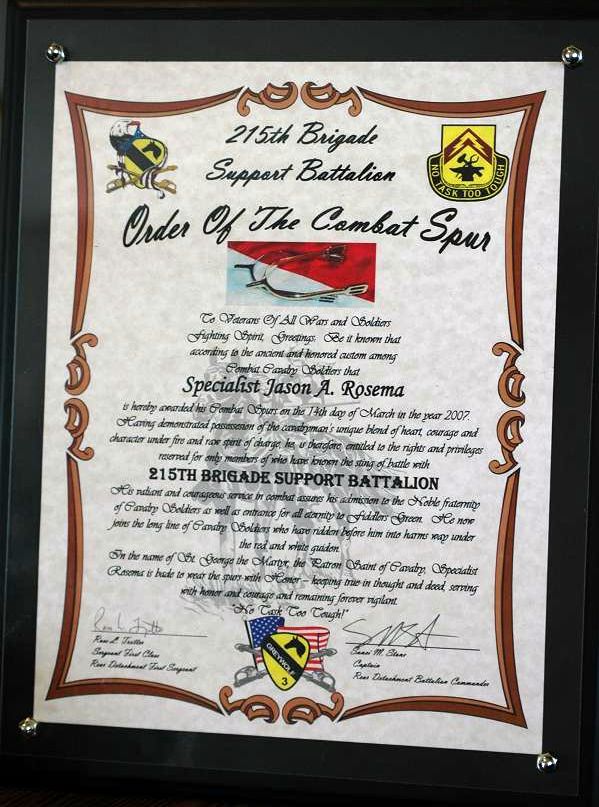 215th Brigade
Support Battalion
NO TASK TOO TOUGH
Order Of The Combat Spur
To Veterans Of All Wars and Soldiers
Fighting Spirit, Greetings: Be it known that
according to the ancient and honored custom among
Combat Cavalry Soldiers that
Specialist Jason A. Rosema
is hereby awarded his Combat Spurs on the 14th day of March in the year 2007.
Having demonstrated possession of the cavalryman's unique blend of heart, courage and
character under fire and raw spirit of charge, he is therefore, entitled to the rights and privileges
reserved for only members of who have known the sting of battle with
215TH BRIGADE SUPPORT BATTALION
His valiant and courageous service in combat assures his admission to the Noble fraternity
of Cavalry Soldiers as well as entrance for all eternity to Fiddlers Green. He now
joins the long line of Cavalry Soldiers who have ridden before him into harms way under
the red and white guidon.
In the name of St. George the Martyr, the Patron Saint of Cavalry, Specialist
Rosema is bade to wear the spurs with Honor – keeping true in thought and deed, serving
with honor and courage and remaining forever vigilant.
"No Task Too Tough!"
GREYWOLF
3
Sergeant First Class
Rear Detachment First Sergeant
Captain
Rear Detachment Battalion Commander